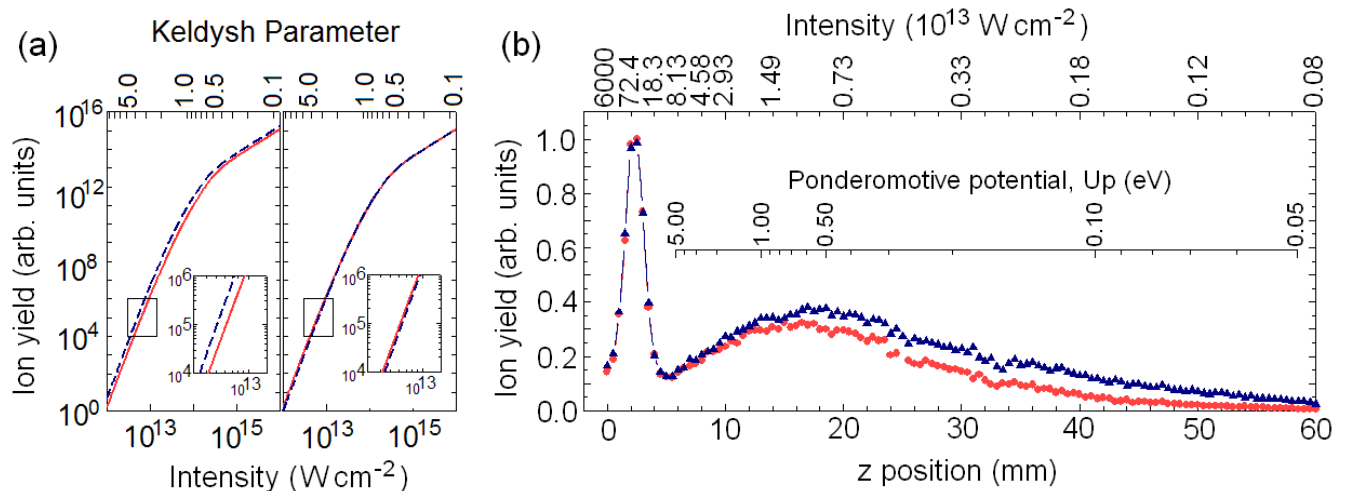 (a) Keldysh Parameter
5.0 1.0 0.5 0.1 5.0 1.0 0.5 0.1
Ion yield (arb. units)
10^16
10^12
10^8
10^4
10^0
10^6
10^5
10^4
10^13
10^6
10^5
10^4
10^13
10^13 10^15 10^13 10^15
Intensity (W cm^-2)
(b) Intensity (10^13 W cm^-2)
6000 72.4 18.3 8.13 4.58 2.93 1.49 0.73 0.33 0.18 0.12 0.08
Ion yield (arb. units)
1.0
0.8
0.6
0.4
0.2
0.0
Ponderomotive potential, Up (eV)
5.00 1.00 0.50 0.10 0.05
0 10 20 30 40 50 60
z position (mm)